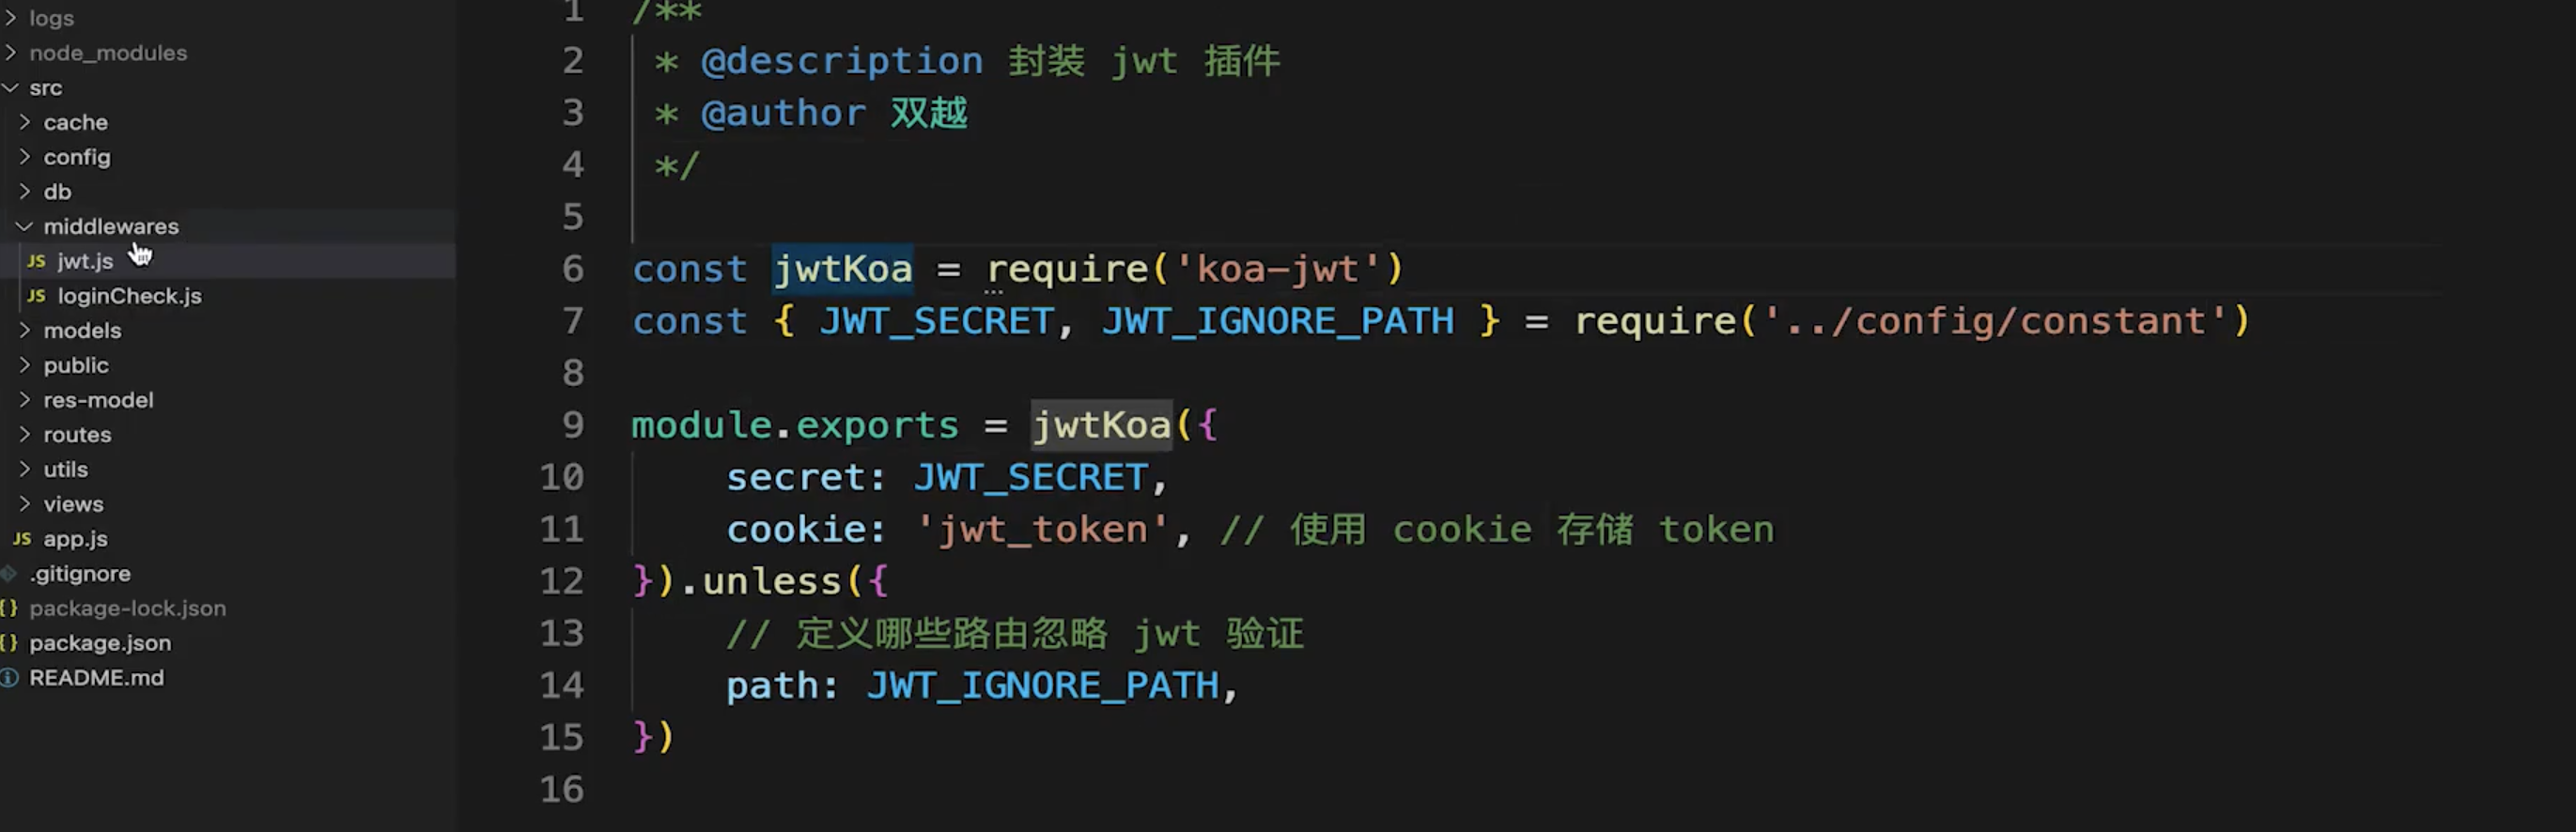 logs
node_modules
src
cache
config
db
middlewares
JS jwt.js
JS loginCheck.js
models
public
res-model
routes
utils
views
JS app.js
.gitignore
{} package-lock.json
{} package.json
README.md
1 /**
2 * @description 封装 jwt 插件
3 * @author 双越
4 */
5
6 const jwtKoa = require('koa-jwt')
7 const { JWT_SECRET, JWT_IGNORE_PATH } = require('../config/constant')
8
9 module.exports = jwtKoa({
10 secret: JWT_SECRET,
11 cookie: 'jwt_token', // 使用 cookie 存储 token
12 }).unless({
13 // 定义哪些路由忽略 jwt 验证
14 path: JWT_IGNORE_PATH,
15 })
16